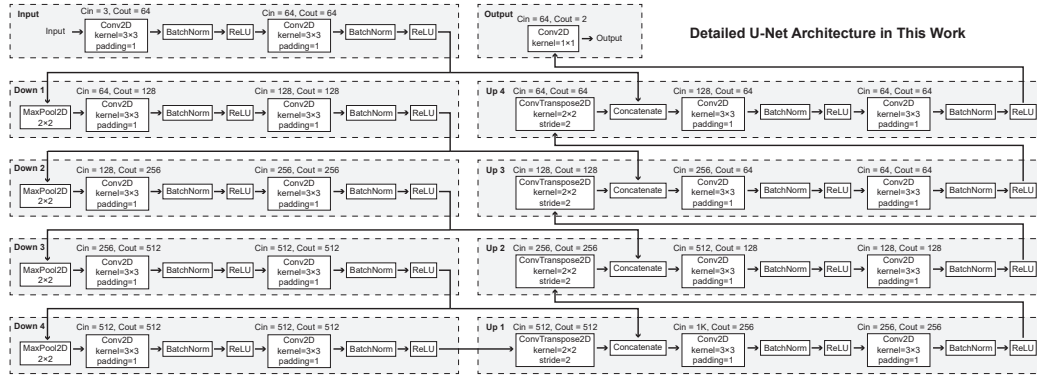 Detailed U-Net Architecture in This Work
Input
Cin = 3, Cout = 64
Cin = 64, Cout = 64
Input
Conv2D
kernel=3×3
padding=1
BatchNorm
ReLU
Conv2D
kernel=3×3
padding=1
BatchNorm
ReLU
Output
Cin = 64, Cout = 2
Conv2D
kernel=1×1
Output
Down 1
Cin = 64, Cout = 128
Cin = 128, Cout = 128
MaxPool2D
2×2
Conv2D
kernel=3×3
padding=1
BatchNorm
ReLU
Conv2D
kernel=3×3
padding=1
BatchNorm
ReLU
Up 4
Cin = 64, Cout = 64
Cin = 128, Cout = 64
Cin = 64, Cout = 64
ConvTranspose2D
kernel=2×2
stride=2
Concatenate
Conv2D
kernel=3×3
padding=1
BatchNorm
ReLU
Conv2D
kernel=3×3
padding=1
BatchNorm
ReLU
Down 2
Cin = 128, Cout = 256
Cin = 256, Cout = 256
MaxPool2D
2×2
Conv2D
kernel=3×3
padding=1
BatchNorm
ReLU
Conv2D
kernel=3×3
padding=1
BatchNorm
ReLU
Up 3
Cin = 128, Cout = 128
Cin = 256, Cout = 64
Cin = 64, Cout = 64
ConvTranspose2D
kernel=2×2
stride=2
Concatenate
Conv2D
kernel=3×3
padding=1
BatchNorm
ReLU
Conv2D
kernel=3×3
padding=1
BatchNorm
ReLU
Down 3
Cin = 256, Cout = 512
Cin = 512, Cout = 512
MaxPool2D
2×2
Conv2D
kernel=3×3
padding=1
BatchNorm
ReLU
Conv2D
kernel=3×3
padding=1
BatchNorm
ReLU
Up 2
Cin = 256, Cout = 256
Cin = 512, Cout = 128
Cin = 128, Cout = 128
ConvTranspose2D
kernel=2×2
stride=2
Concatenate
Conv2D
kernel=3×3
padding=1
BatchNorm
ReLU
Conv2D
kernel=3×3
padding=1
BatchNorm
ReLU
Down 4
Cin = 512, Cout = 512
Cin = 512, Cout = 512
MaxPool2D
2×2
Conv2D
kernel=3×3
padding=1
BatchNorm
ReLU
Conv2D
kernel=3×3
padding=1
BatchNorm
ReLU
Up 1
Cin = 512, Cout = 512
Cin = 1K, Cout = 256
Cin = 256, Cout = 256
ConvTranspose2D
kernel=2×2
stride=2
Concatenate
Conv2D
kernel=3×3
padding=1
BatchNorm
ReLU
Conv2D
kernel=3×3
padding=1
BatchNorm
ReLU